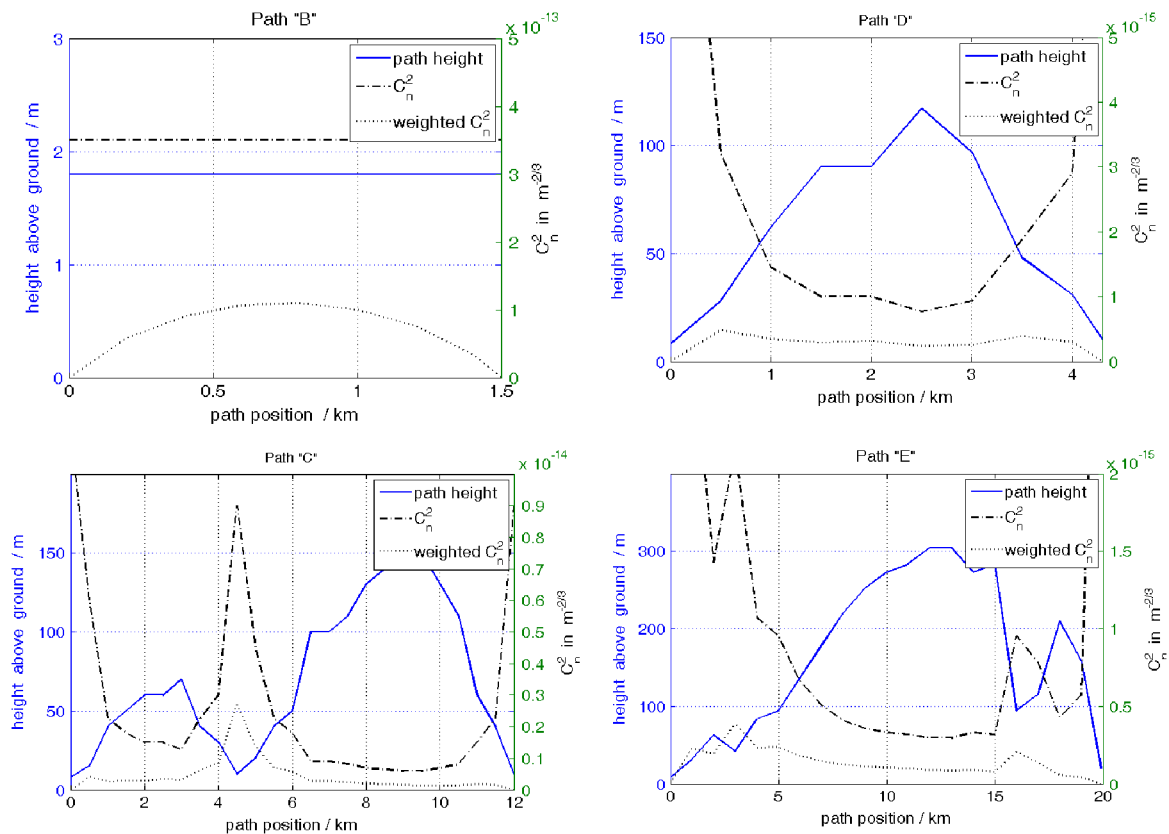 Path "B"
x 10^-13
3
2
1
0
height above ground / m
path height
C_n^2
weighted C_n^2
5
4
3
2
1
0
C_n^2 in m^-2/3
0
0.5
1
1.5
path position / km
Path "D"
x 10^-15
150
100
50
0
height above ground / m
path height
C_n^2
weighted C_n^2
5
4
3
2
1
0
C_n^2 in m^-2/3
0
1
2
3
4
path position / km
Path "C"
x 10^-14
150
100
50
0
height above ground / m
path height
C_n^2
weighted C_n^2
0.9
0.8
0.7
0.6
0.5
0.4
0.3
0.2
0.1
0
C_n^2 in m^-2/3
0
2
4
6
8
10
12
path position / km
Path "E"
x 10^-15
300
200
100
0
height above ground / m
path height
C_n^2
weighted C_n^2
2
1.5
1
0.5
0
C_n^2 in m^-2/3
0
5
10
15
20
path position / km